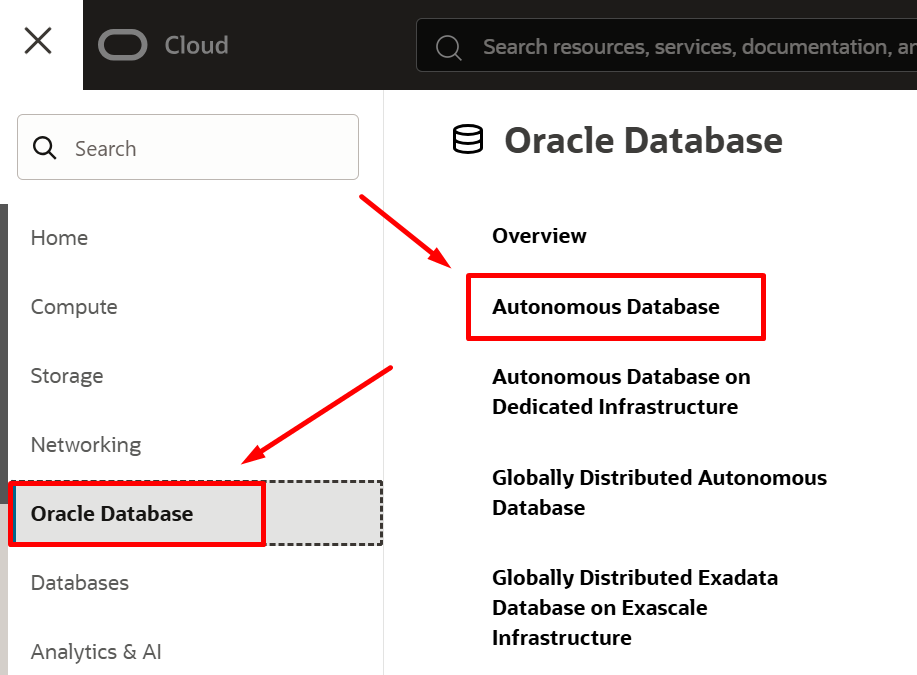 Cloud
Search resources, services, documentation, an
Search
Home
Compute
Storage
Networking
Oracle Database
Databases
Analytics & AI
Oracle Database
Overview
Autonomous Database
Autonomous Database on
Dedicated Infrastructure
Globally Distributed Autonomous
Database
Globally Distributed Exadata
Database on Exascale
Infrastructure